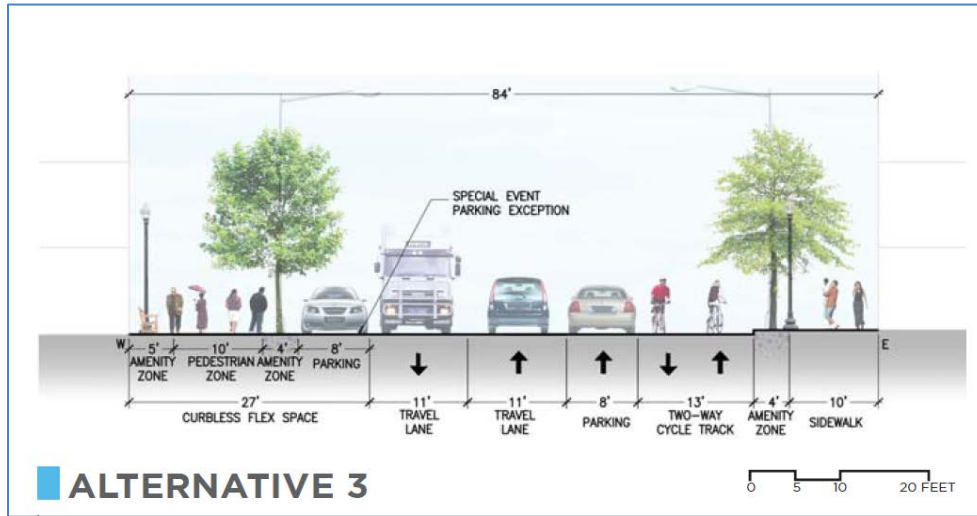 84'
SPECIAL EVENT
PARKING EXCEPTION
W
E
5' 10' 4' 8'
AMENITY ZONE
PEDESTRIAN ZONE
AMENITY ZONE
PARKING
27' 11' 11' 8' 13' 4' 10'
CURBLESS FLEX SPACE
TRAVEL LANE
TRAVEL LANE
PARKING
TWO-WAY CYCLE TRACK
AMENITY ZONE
SIDEWALK
ALTERNATIVE 3
0 5 10 20 FEET